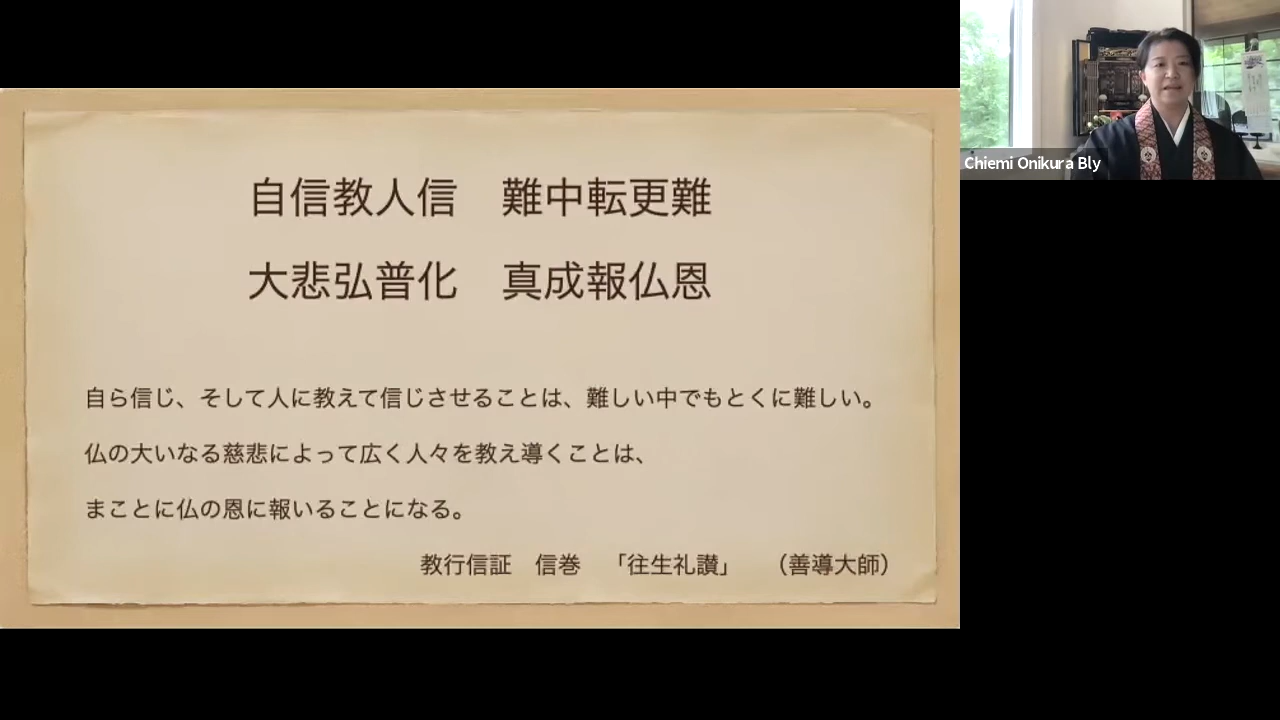 自信教人信　難中転更難
大悲弘普化　真成報仏恩
自ら信じ、そして人に教えて信じさせることは、難しい中でもとくに難しい。
仏の大いなる慈悲によって広く人々を教え導くことは、
まことに仏の恩に報いることになる。
教行信証　信巻　「往生礼讃」　（善導大師）
Chiemi Onikura Bly